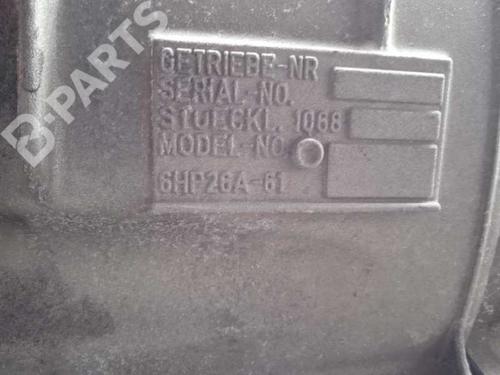 B-PARTS
GETRIEBE-NR
SERIAL-NO.
STUECKL. 1068
MODEL-NO.
6HP26A-61